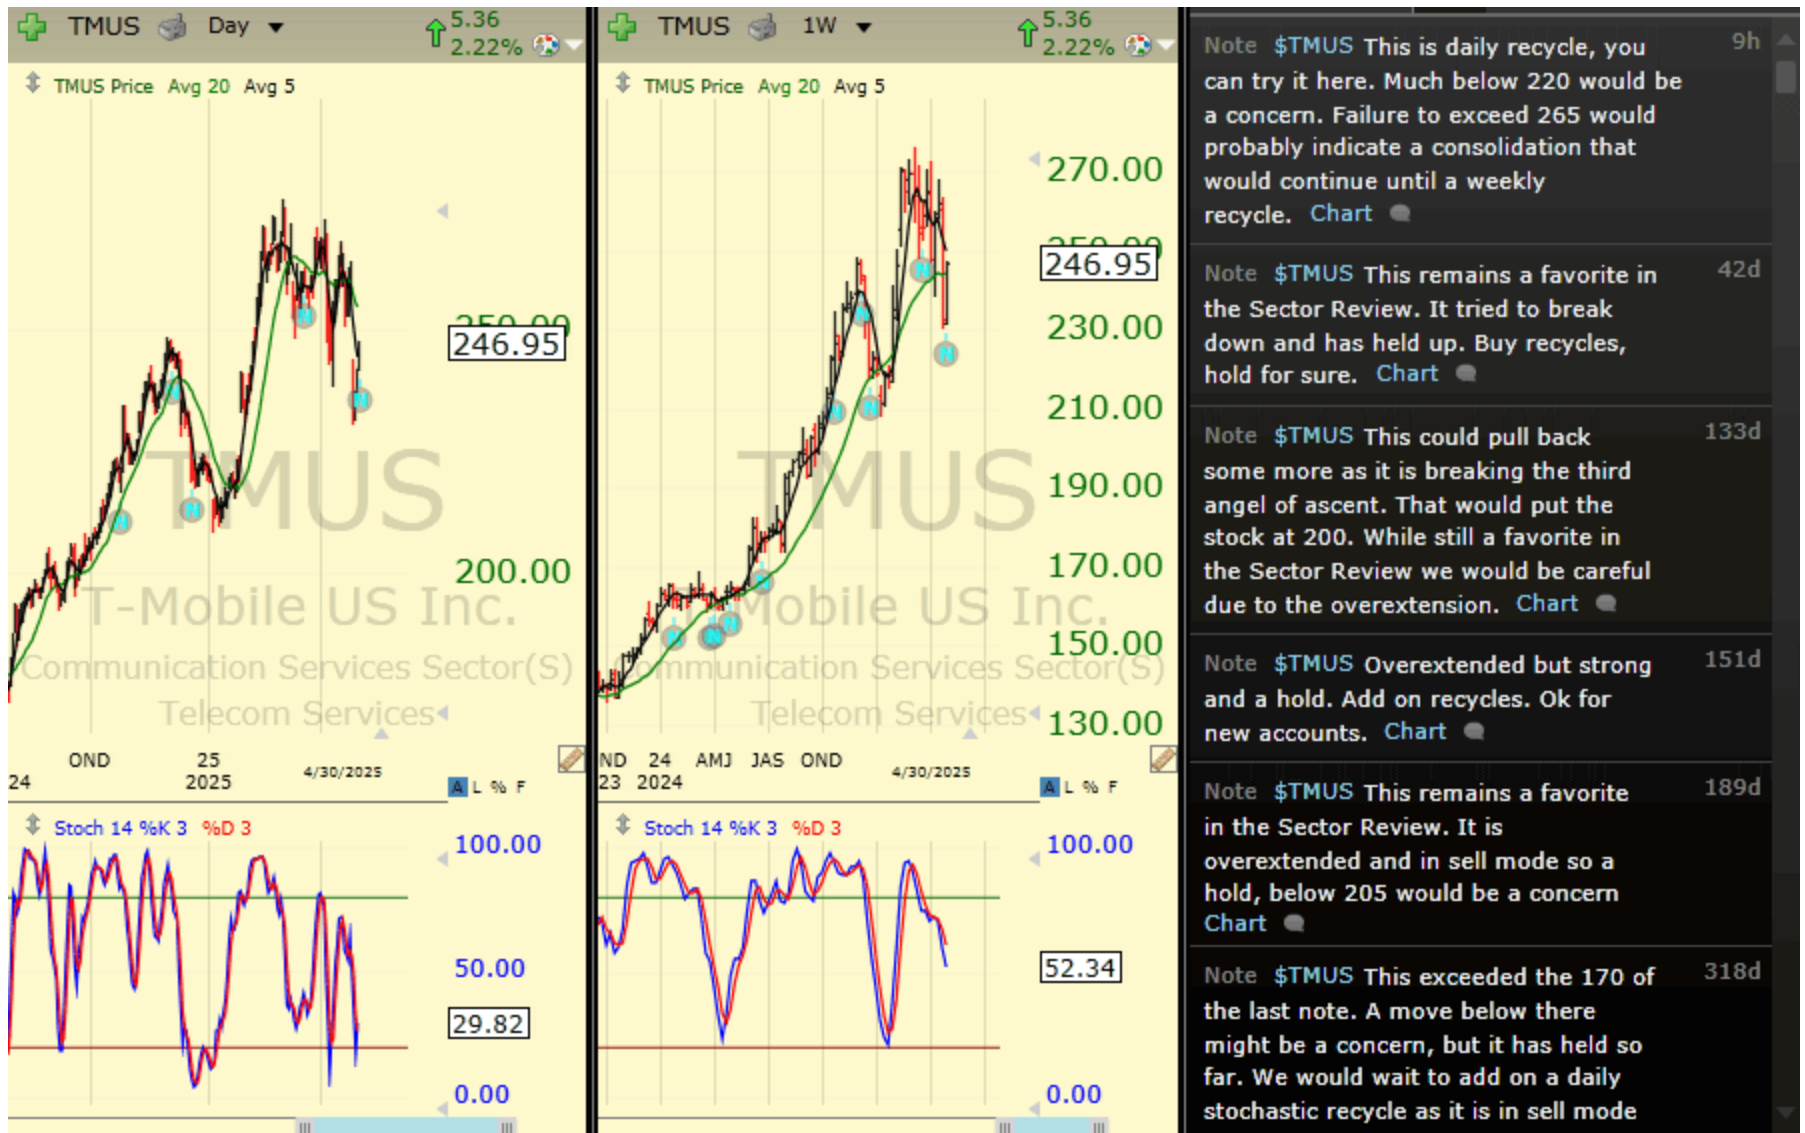 TMUS Day
5.36
2.22%
TMUS Price Avg 20 Avg 5
250.00
246.95
200.00
TMUS
T-Mobile US Inc.
Communication Services Sector(S)
Telecom Services
OND 25
24 2025 4/30/2025
A L % F
Stoch 14 %K 3 %D 3
100.00
50.00
29.82
0.00
N
N
N
N
N
TMUS 1W
5.36
2.22%
TMUS Price Avg 20 Avg 5
270.00
250.00
246.95
230.00
210.00
190.00
170.00
150.00
130.00
TMUS
Mobile US Inc.
ommunication Services Sector(S)
Telecom Services
ND 24 AMJ JAS OND
23 2024 4/30/2025
A L % F
Stoch 14 %K 3 %D 3
100.00
52.34
0.00
N
N
N
N
N
N
N
N
N
Note $TMUS This is daily recycle, you 9h
can try it here. Much below 220 would be
a concern. Failure to exceed 265 would
probably indicate a consolidation that
would continue until a weekly
recycle. Chart
Note $TMUS This remains a favorite in 42d
the Sector Review. It tried to break
down and has held up. Buy recycles,
hold for sure. Chart
Note $TMUS This could pull back 133d
some more as it is breaking the third
angel of ascent. That would put the
stock at 200. While still a favorite in
the Sector Review we would be careful
due to the overextension. Chart
Note $TMUS Overextended but strong 151d
and a hold. Add on recycles. Ok for
new accounts. Chart
Note $TMUS This remains a favorite 189d
in the Sector Review. It is
overextended and in sell mode so a
hold, below 205 would be a concern
Chart
Note $TMUS This exceeded the 170 of 318d
the last note. A move below there
might be a concern, but it has held so
far. We would wait to add on a daily
stochastic recycle as it is in sell mode